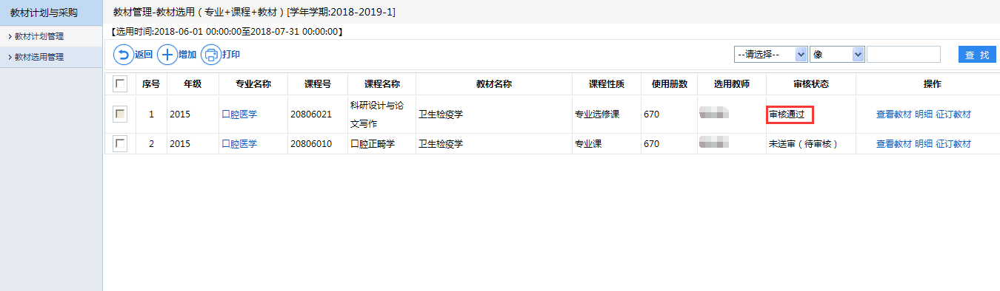 教材计划与采购
教材管理-教材选用（专业+课程+教材）[学年学期:2018-2019-1]
教材计划管理
教材选用管理
【选用时间:2018-06-01 00:00:00至2018-07-31 00:00:00】
返回 增加 打印 --请选择-- 像 查 找
序号 年级 专业名称 课程号 课程名称 教材名称 课程性质 使用册数 选用教师 审核状态 操作
1 2015 口腔医学 20806021 科研设计与论 卫生检疫学 专业选修课 670 审核通过 查看教材 明细 征订教材
文写作
2 2015 口腔医学 20806010 口腔正畸学 卫生检疫学 专业课 670 未送审（待审核） 查看教材 明细 征订教材